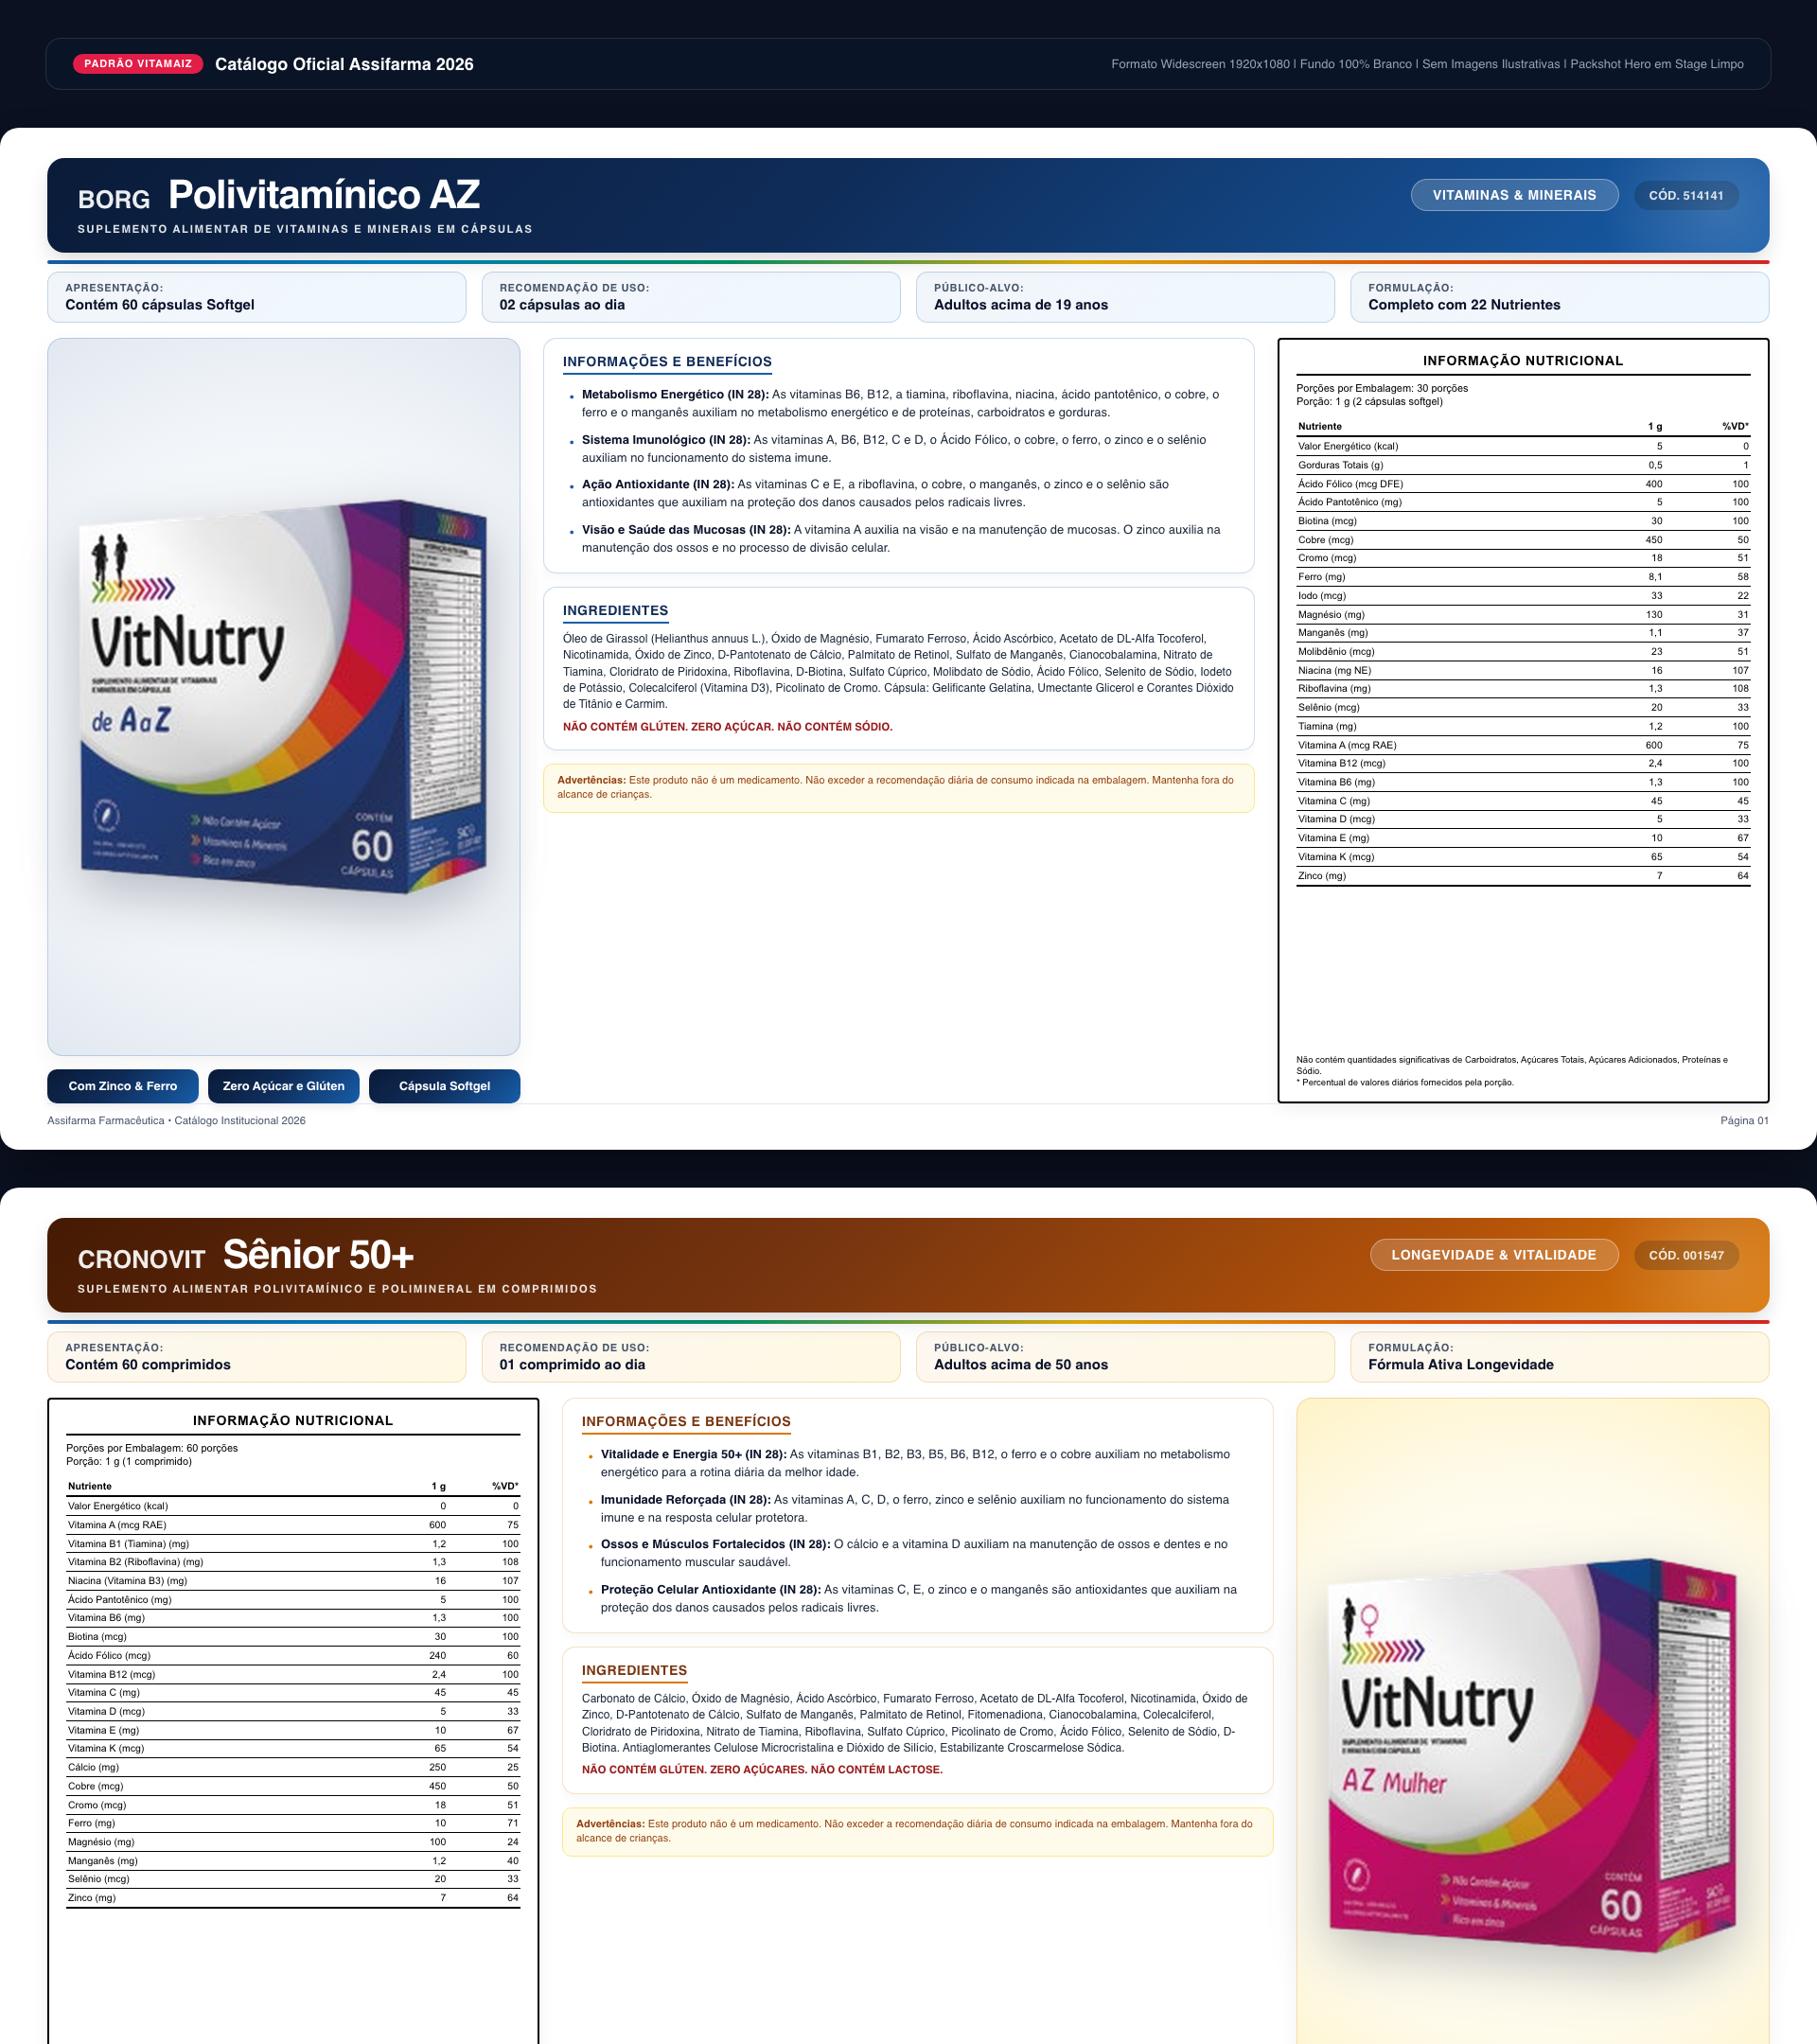 PADRÃO VITAMAIZ
Catálogo Oficial Assifarma 2026
Formato Widescreen 1920x1080 | Fundo 100% Branco | Sem Imagens Ilustrativas | Packshot Hero em Stage Limpo
BORG Polivitamínico AZ
SUPLEMENTO ALIMENTAR DE VITAMINAS E MINERAIS EM CÁPSULAS
VITAMINAS & MINERAIS
CÓD. 514141
APRESENTAÇÃO:
Contém 60 cápsulas Softgel
RECOMENDAÇÃO DE USO:
02 cápsulas ao dia
PÚBLICO-ALVO:
Adultos acima de 19 anos
FORMULAÇÃO:
Completo com 22 Nutrientes
VitNutry
SUPLEMENTO ALIMENTAR DE VITAMINAS
E MINERAIS EM CÁPSULAS
de A a Z
Não Contém Açúcar
Vitaminas & Minerais
Rico em zinco
CONTÉM
60
CÁPSULAS
Com Zinco & Ferro
Zero Açúcar e Glúten
Cápsula Softgel
INFORMAÇÕES E BENEFÍCIOS
• Metabolismo Energético (IN 28): As vitaminas B6, B12, a tiamina, riboflavina, niacina, ácido pantotênico, o cobre, o
ferro e o manganês auxiliam no metabolismo energético e de proteínas, carboidratos e gorduras.
• Sistema Imunológico (IN 28): As vitaminas A, B6, B12, C e D, o Ácido Fólico, o cobre, o ferro, o zinco e o selênio
auxiliam no funcionamento do sistema imune.
• Ação Antioxidante (IN 28): As vitaminas C e E, a riboflavina, o cobre, o manganês, o zinco e o selênio são
antioxidantes que auxiliam na proteção dos danos causados pelos radicais livres.
• Visão e Saúde das Mucosas (IN 28): A vitamina A auxilia na visão e na manutenção de mucosas. O zinco auxilia na
manutenção dos ossos e no processo de divisão celular.
INGREDIENTES
Óleo de Girassol (Helianthus annuus L.), Óxido de Magnésio, Fumarato Ferroso, Ácido Ascórbico, Acetato de DL-Alfa Tocoferol,
Nicotinamida, Óxido de Zinco, D-Pantotenato de Cálcio, Palmitato de Retinol, Sulfato de Manganês, Cianocobalamina, Nitrato de
Tiamina, Cloridrato de Piridoxina, Riboflavina, D-Biotina, Sulfato Cúprico, Molibdato de Sódio, Ácido Fólico, Selenito de Sódio, Iodeto
de Potássio, Colecalciferol (Vitamina D3), Picolinato de Cromo. Cápsula: Gelificante Gelatina, Umectante Glicerol e Corantes Dióxido
de Titânio e Carmim.
NÃO CONTÉM GLÚTEN. ZERO AÇÚCAR. NÃO CONTÉM SÓDIO.
Advertências: Este produto não é um medicamento. Não exceder a recomendação diária de consumo indicada na embalagem. Mantenha fora do
alcance de crianças.
INFORMAÇÃO NUTRICIONAL
Porções por Embalagem: 30 porções
Porção: 1 g (2 cápsulas softgel)
Nutriente 1 g %VD*
Valor Energético (kcal) 5 0
Gorduras Totais (g) 0,5 1
Ácido Fólico (mcg DFE) 400 100
Ácido Pantotênico (mg) 5 100
Biotina (mcg) 30 100
Cobre (mcg) 450 50
Cromo (mcg) 18 51
Ferro (mg) 8,1 58
Iodo (mcg) 33 22
Magnésio (mg) 130 31
Manganês (mg) 1,1 37
Molibdênio (mcg) 23 51
Niacina (mg NE) 16 107
Riboflavina (mg) 1,3 108
Selênio (mcg) 20 33
Tiamina (mg) 1,2 100
Vitamina A (mcg RAE) 600 75
Vitamina B12 (mcg) 2,4 100
Vitamina B6 (mg) 1,3 100
Vitamina C (mg) 45 45
Vitamina D (mcg) 5 33
Vitamina E (mg) 10 67
Vitamina K (mcg) 65 54
Zinco (mg) 7 64
Não contém quantidades significativas de Carboidratos, Açúcares Totais, Açúcares Adicionados, Proteínas e
Sódio.
* Percentual de valores diários fornecidos pela porção.
Assifarma Farmacêutica • Catálogo Institucional 2026
Página 01
CRONOVIT Sênior 50+
SUPLEMENTO ALIMENTAR POLIVITAMÍNICO E POLIMINERAL EM COMPRIMIDOS
LONGEVIDADE & VITALIDADE
CÓD. 001547
APRESENTAÇÃO:
Contém 60 comprimidos
RECOMENDAÇÃO DE USO:
01 comprimido ao dia
PÚBLICO-ALVO:
Adultos acima de 50 anos
FORMULAÇÃO:
Fórmula Ativa Longevidade
INFORMAÇÃO NUTRICIONAL
Porções por Embalagem: 60 porções
Porção: 1 g (1 comprimido)
Nutriente 1 g %VD*
Valor Energético (kcal) 0 0
Vitamina A (mcg RAE) 600 75
Vitamina B1 (Tiamina) (mg) 1,2 100
Vitamina B2 (Riboflavina) (mg) 1,3 108
Niacina (Vitamina B3) (mg) 16 107
Ácido Pantotênico (mg) 5 100
Vitamina B6 (mg) 1,3 100
Biotina (mcg) 30 100
Ácido Fólico (mcg) 240 60
Vitamina B12 (mcg) 2,4 100
Vitamina C (mg) 45 45
Vitamina D (mcg) 5 33
Vitamina E (mg) 10 67
Vitamina K (mcg) 65 54
Cálcio (mg) 250 25
Cobre (mcg) 450 50
Cromo (mcg) 18 51
Ferro (mg) 10 71
Magnésio (mg) 100 24
Manganês (mg) 1,2 40
Selênio (mcg) 20 33
Zinco (mg) 7 64
INFORMAÇÕES E BENEFÍCIOS
• Vitalidade e Energia 50+ (IN 28): As vitaminas B1, B2, B3, B5, B6, B12, o ferro e o cobre auxiliam no metabolismo
energético para a rotina diária da melhor idade.
• Imunidade Reforçada (IN 28): As vitaminas A, C, D, o ferro, zinco e selênio auxiliam no funcionamento do sistema
imune e na resposta celular protetora.
• Ossos e Músculos Fortalecidos (IN 28): O cálcio e a vitamina D auxiliam na manutenção de ossos e dentes e no
funcionamento muscular saudável.
• Proteção Celular Antioxidante (IN 28): As vitaminas C, E, o zinco e o manganês são antioxidantes que auxiliam na
proteção dos danos causados pelos radicais livres.
INGREDIENTES
Carbonato de Cálcio, Óxido de Magnésio, Ácido Ascórbico, Fumarato Ferroso, Acetato de DL-Alfa Tocoferol, Nicotinamida, Óxido de
Zinco, D-Pantotenato de Cálcio, Sulfato de Manganês, Palmitato de Retinol, Fitomenadiona, Cianocobalamina, Colecalciferol,
Cloridrato de Piridoxina, Nitrato de Tiamina, Riboflavina, Sulfato Cúprico, Picolinato de Cromo, Ácido Fólico, Selenito de Sódio, D-
Biotina. Antiaglomerantes Celulose Microcristalina e Dióxido de Silício, Estabilizante Croscarmelose Sódica.
NÃO CONTÉM GLÚTEN. ZERO AÇÚCARES. NÃO CONTÉM LACTOSE.
Advertências: Este produto não é um medicamento. Não exceder a recomendação diária de consumo indicada na embalagem. Mantenha fora do
alcance de crianças.
VitNutry
SUPLEMENTO ALIMENTAR DE VITAMINAS
E MINERAIS EM CÁPSULAS
AZ Mulher
Não Contém Açúcar
Vitaminas & Minerais
Rico em zinco
CONTÉM
60
CÁPSULAS